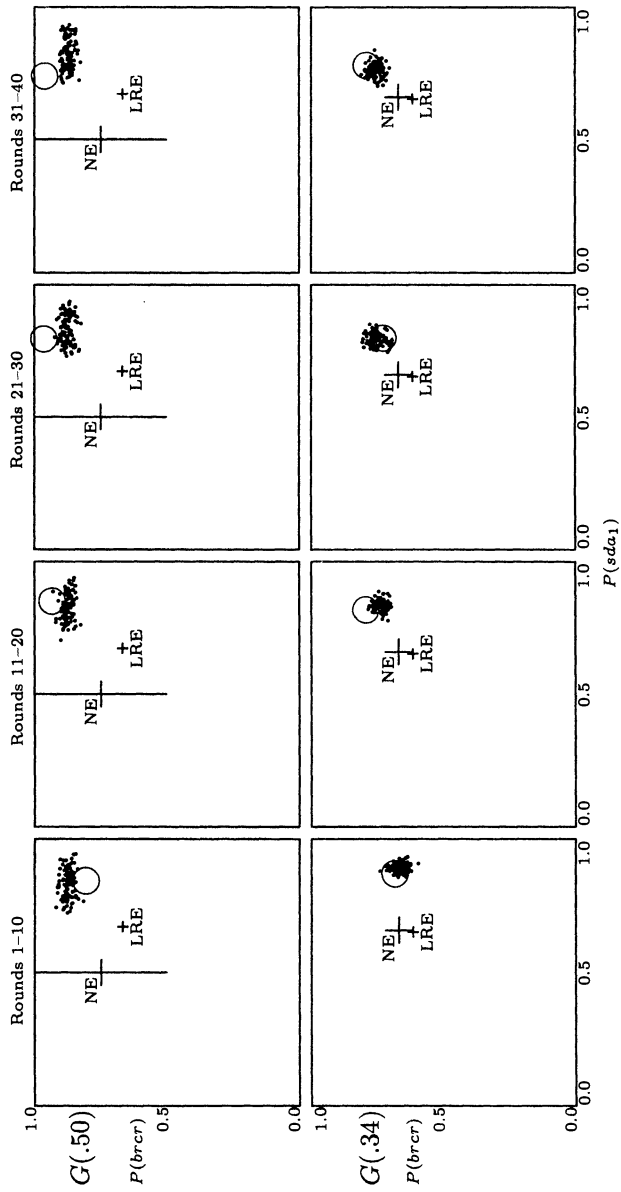 Rounds 1–10 Rounds 11–20 Rounds 21–30 Rounds 31–40
1.0
G(.50)
P(brcr)
0.5
0.0
NE
LRE
NE
LRE
NE
LRE
NE
LRE
1.0
G(.34)
P(brcr)
0.5
0.0
NE
LRE
NE
LRE
NE
LRE
NE
LRE
0.0 0.5 1.0 0.0 0.5 1.0 0.0 0.5 1.0 0.0 0.5 1.0
P(sda₁)